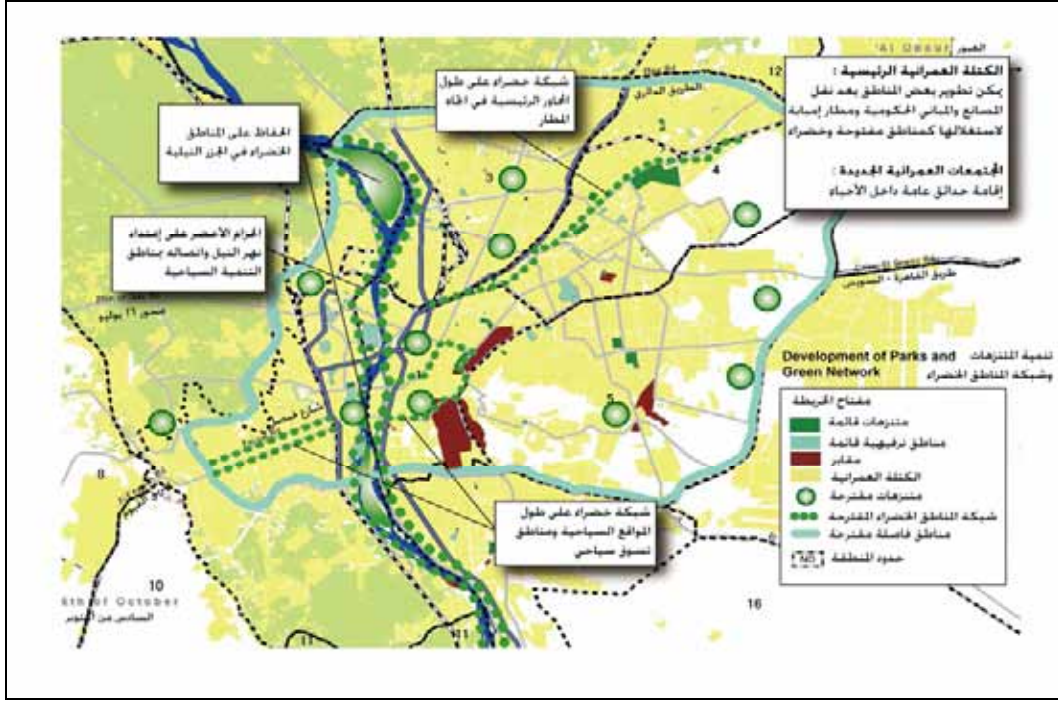 Al Obour العبور
12
الكتلة العمرانية الرئيسية :
يمكن تطوير بعض المناطق بعد نقل
المصانع والمباني الحكومية ومطار إمبابة
لاستغلالها كمناطق مفتوحة وخضراء
المجتمعات العمرانية الجديدة :
إقامة حدائق عامة داخل الأحياء
شبكة خضراء على طول
المحاور الرئيسية في اتجاه
المطار
الطريق الدائري
الحفاظ على المناطق
الخضراء في الجزر النيلية
3
4
الحزام الأخضر على إمتداد
نهر النيل واتصاله بمناطق
التنمية السياحية
طريق القاهرة - السويس
محور ٢٦ يوليو
1
5
8
شبكة خضراء على طول
المواقع السياحية ومناطق
تسوق سياحي
Development of Parks and
Green Network
تنمية المتنزهات
وشبكة المناطق الخضراء
مفتاح الخريطة
متنزهات قائمة
مناطق ترفيهية قائمة
مقابر
الكتلة العمرانية
متنزهات مقترحة
شبكة المناطق الخضراء المقترحة
مناطق فاصلة مقترحة
NO حدود المنطقة
10
6th of October
السادس من أكتوبر
11
11
16